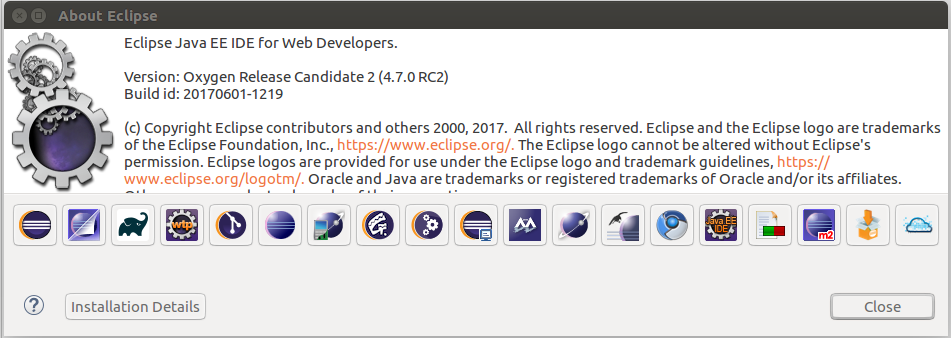 About Eclipse
Eclipse Java EE IDE for Web Developers.
Version: Oxygen Release Candidate 2 (4.7.0 RC2)
Build id: 20170601-1219
(c) Copyright Eclipse contributors and others 2000, 2017.  All rights reserved. Eclipse and the Eclipse logo are trademarks
of the Eclipse Foundation, Inc., https://www.eclipse.org/. The Eclipse logo cannot be altered without Eclipse's
permission. Eclipse logos are provided for use under the Eclipse logo and trademark guidelines, https://
www.eclipse.org/logotm/. Oracle and Java are trademarks or registered trademarks of Oracle and/or its affiliates.
wtp
Java EE
IDE
m2
Installation Details
Close